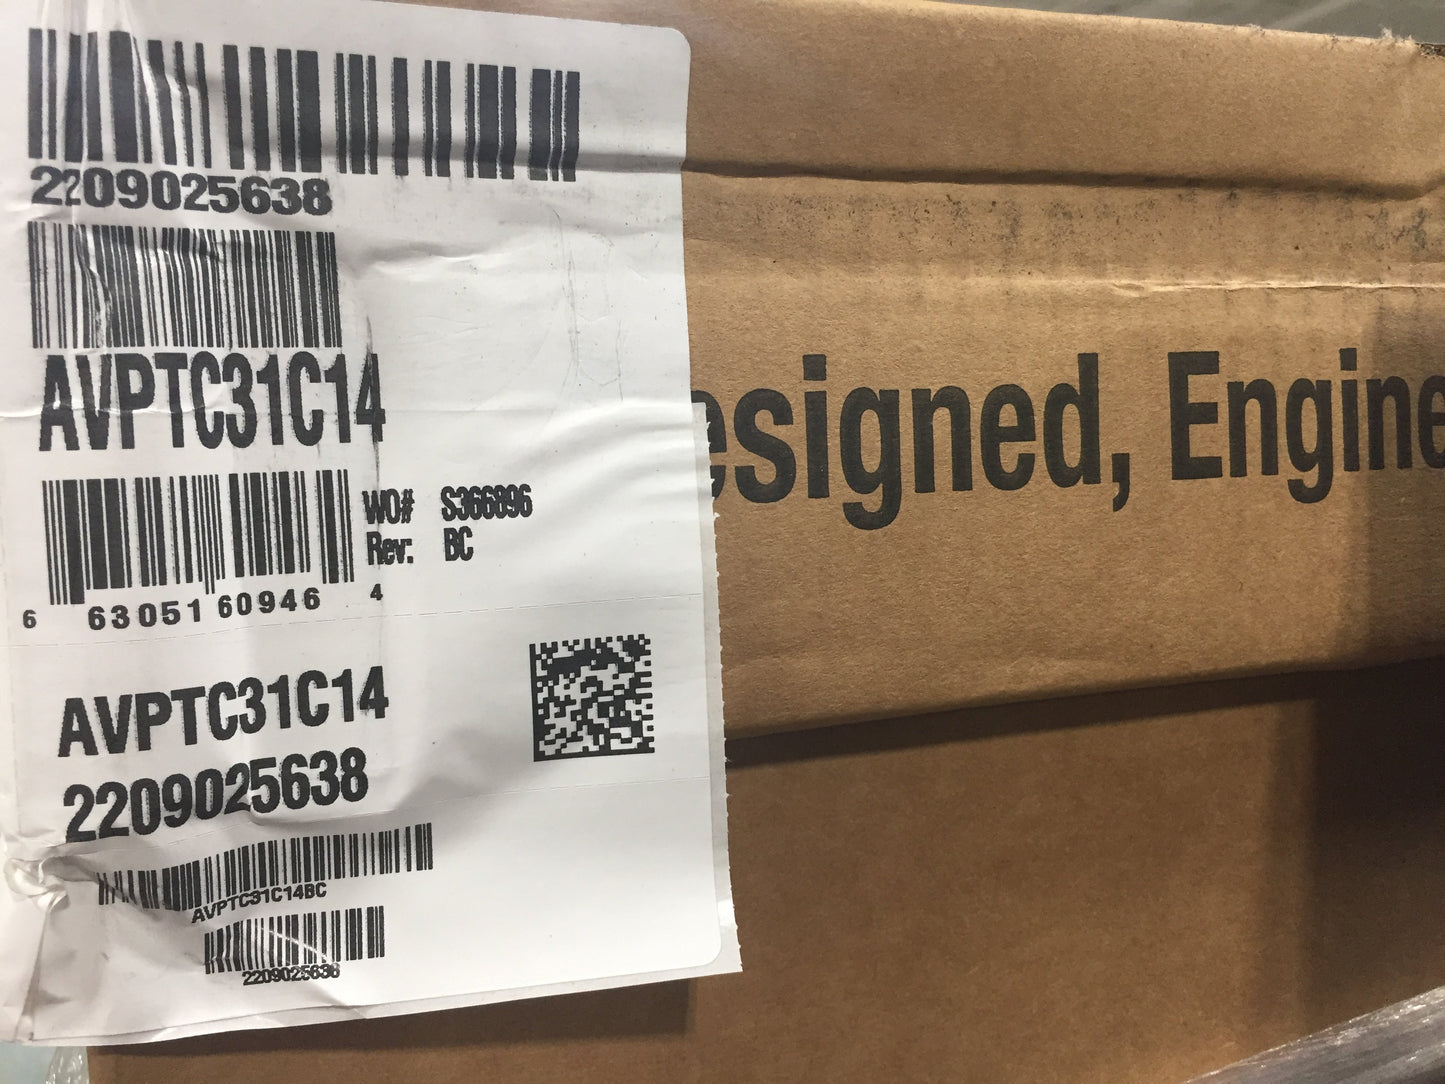 2209025638
AVPTC31C14
WO# S366896
Rev: BC
6 63051 60946 4
AVPTC31C14
2209025638
AVPTC31C14BC
2209025638
esigned, Engine